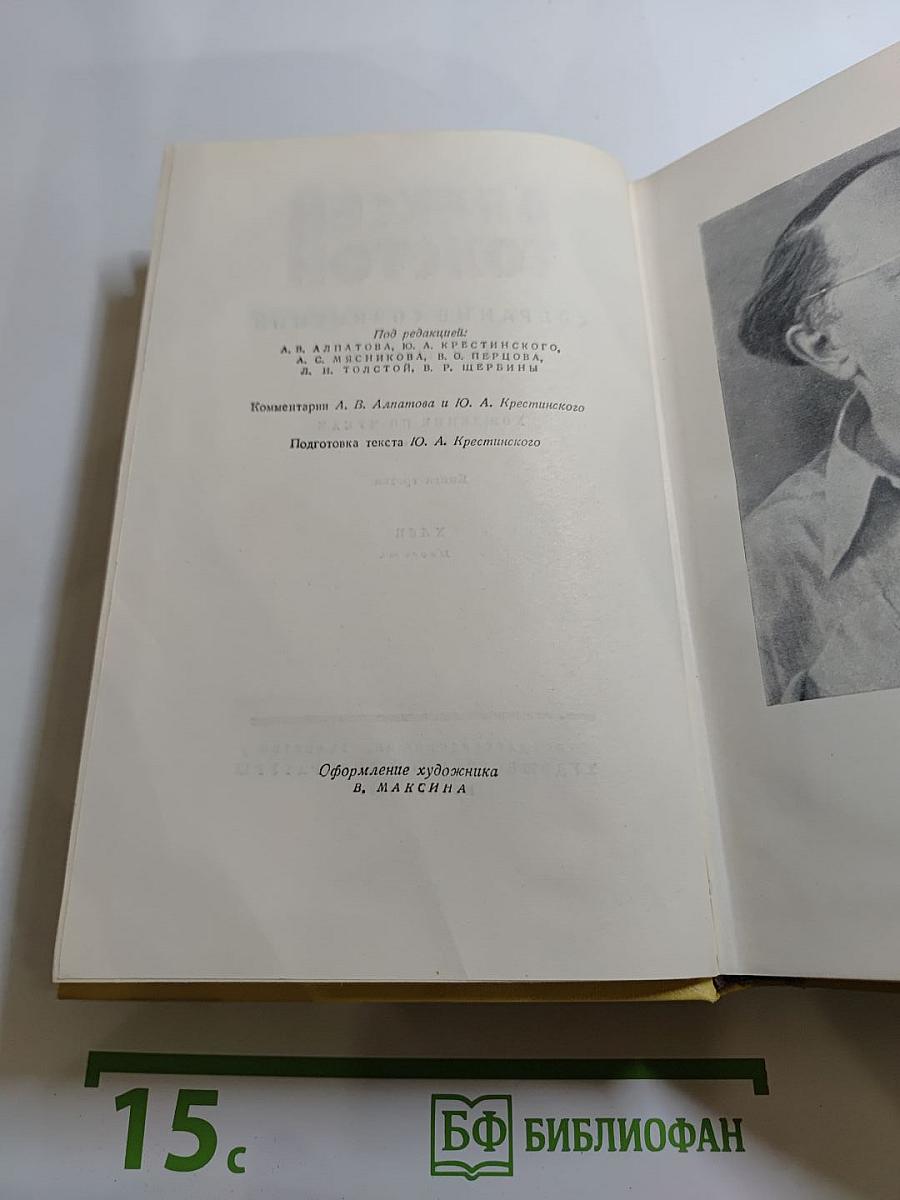 Под редакцией:
А. В. АЛПАТОВА, Ю. А. КРЕСТИНСКОГО,
А. С. МЯСНИКОВА, В. О. ПЕРЦОВА,
Л. И. ТОЛСТОЙ, В. Р. ЩЕРБИНЫ
Комментарии А. В. Алпатова и Ю. А. Крестинского
Подготовка текста Ю. А. Крестинского
Оформление художника
В. МАКСИНА
15 с
БФ БИБЛИОФАН